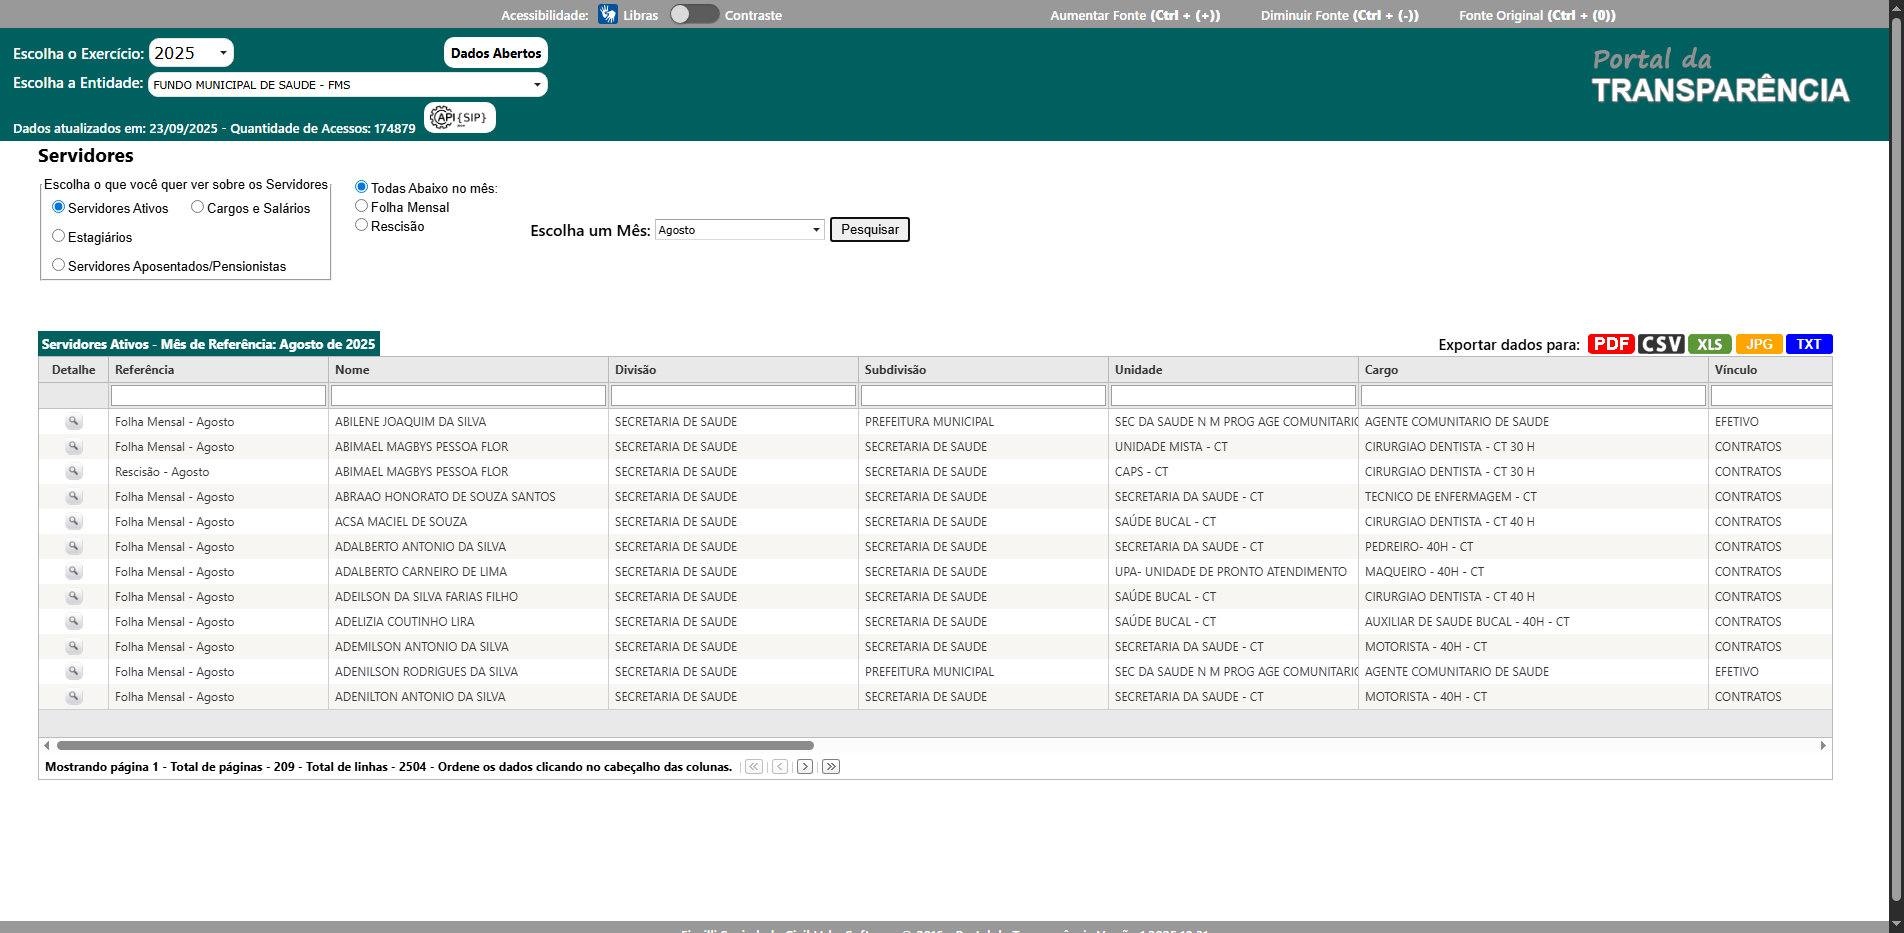 Acessibilidade: Libras Contraste Aumentar Fonte (Ctrl + (+)) Diminuir Fonte (Ctrl + (-)) Fonte Original (Ctrl + (0))
Escolha o Exercício: 2025 Dados Abertos
Escolha a Entidade: FUNDO MUNICIPAL DE SAUDE - FMS
Portal da
TRANSPARÊNCIA
Dados atualizados em: 23/09/2025 - Quantidade de Acessos: 174879 API {SIP}
Servidores
Escolha o que você quer ver sobre os Servidores
Servidores Ativos Cargos e Salários
Estagiários
Servidores Aposentados/Pensionistas
Todas Abaixo no mês:
Folha Mensal
Rescisão
Escolha um Mês: Agosto Pesquisar
Servidores Ativos - Mês de Referência: Agosto de 2025 Exportar dados para: PDF CSV XLS JPG TXT
Detalhe Referência Nome Divisão Subdivisão Unidade Cargo Vínculo
Folha Mensal - Agosto ABILENE JOAQUIM DA SILVA SECRETARIA DE SAUDE PREFEITURA MUNICIPAL SEC DA SAUDE N M PROG AGE COMUNITARIO AGENTE COMUNITARIO DE SAUDE EFETIVO
Folha Mensal - Agosto ABIMAEL MAGBYS PESSOA FLOR SECRETARIA DE SAUDE SECRETARIA DE SAUDE UNIDADE MISTA - CT CIRURGIAO DENTISTA - CT 30 H CONTRATOS
Rescisão - Agosto ABIMAEL MAGBYS PESSOA FLOR SECRETARIA DE SAUDE SECRETARIA DE SAUDE CAPS - CT CIRURGIAO DENTISTA - CT 30 H CONTRATOS
Folha Mensal - Agosto ABRAAO HONORATO DE SOUZA SANTOS SECRETARIA DE SAUDE SECRETARIA DE SAUDE SECRETARIA DA SAUDE - CT TECNICO DE ENFERMAGEM - CT CONTRATOS
Folha Mensal - Agosto ACSA MACIEL DE SOUZA SECRETARIA DE SAUDE SECRETARIA DE SAUDE SAÚDE BUCAL - CT CIRURGIAO DENTISTA - CT 40 H CONTRATOS
Folha Mensal - Agosto ADALBERTO ANTONIO DA SILVA SECRETARIA DE SAUDE SECRETARIA DE SAUDE SECRETARIA DA SAUDE - CT PEDREIRO- 40H - CT CONTRATOS
Folha Mensal - Agosto ADALBERTO CARNEIRO DE LIMA SECRETARIA DE SAUDE SECRETARIA DE SAUDE UPA- UNIDADE DE PRONTO ATENDIMENTO MAQUEIRO - 40H - CT CONTRATOS
Folha Mensal - Agosto ADEILSON DA SILVA FARIAS FILHO SECRETARIA DE SAUDE SECRETARIA DE SAUDE SAÚDE BUCAL - CT CIRURGIAO DENTISTA - CT 40 H CONTRATOS
Folha Mensal - Agosto ADELIZIA COUTINHO LIRA SECRETARIA DE SAUDE SECRETARIA DE SAUDE SAÚDE BUCAL - CT AUXILIAR DE SAUDE BUCAL - 40H - CT CONTRATOS
Folha Mensal - Agosto ADEMILSON ANTONIO DA SILVA SECRETARIA DE SAUDE SECRETARIA DE SAUDE SECRETARIA DA SAUDE - CT MOTORISTA - 40H - CT CONTRATOS
Folha Mensal - Agosto ADENILSON RODRIGUES DA SILVA SECRETARIA DE SAUDE PREFEITURA MUNICIPAL SEC DA SAUDE N M PROG AGE COMUNITARIO AGENTE COMUNITARIO DE SAUDE EFETIVO
Folha Mensal - Agosto ADENILTON ANTONIO DA SILVA SECRETARIA DE SAUDE SECRETARIA DE SAUDE SECRETARIA DA SAUDE - CT MOTORISTA - 40H - CT CONTRATOS
Mostrando página 1 - Total de páginas - 209 - Total de linhas - 2504 - Ordene os dados clicando no cabeçalho das colunas.